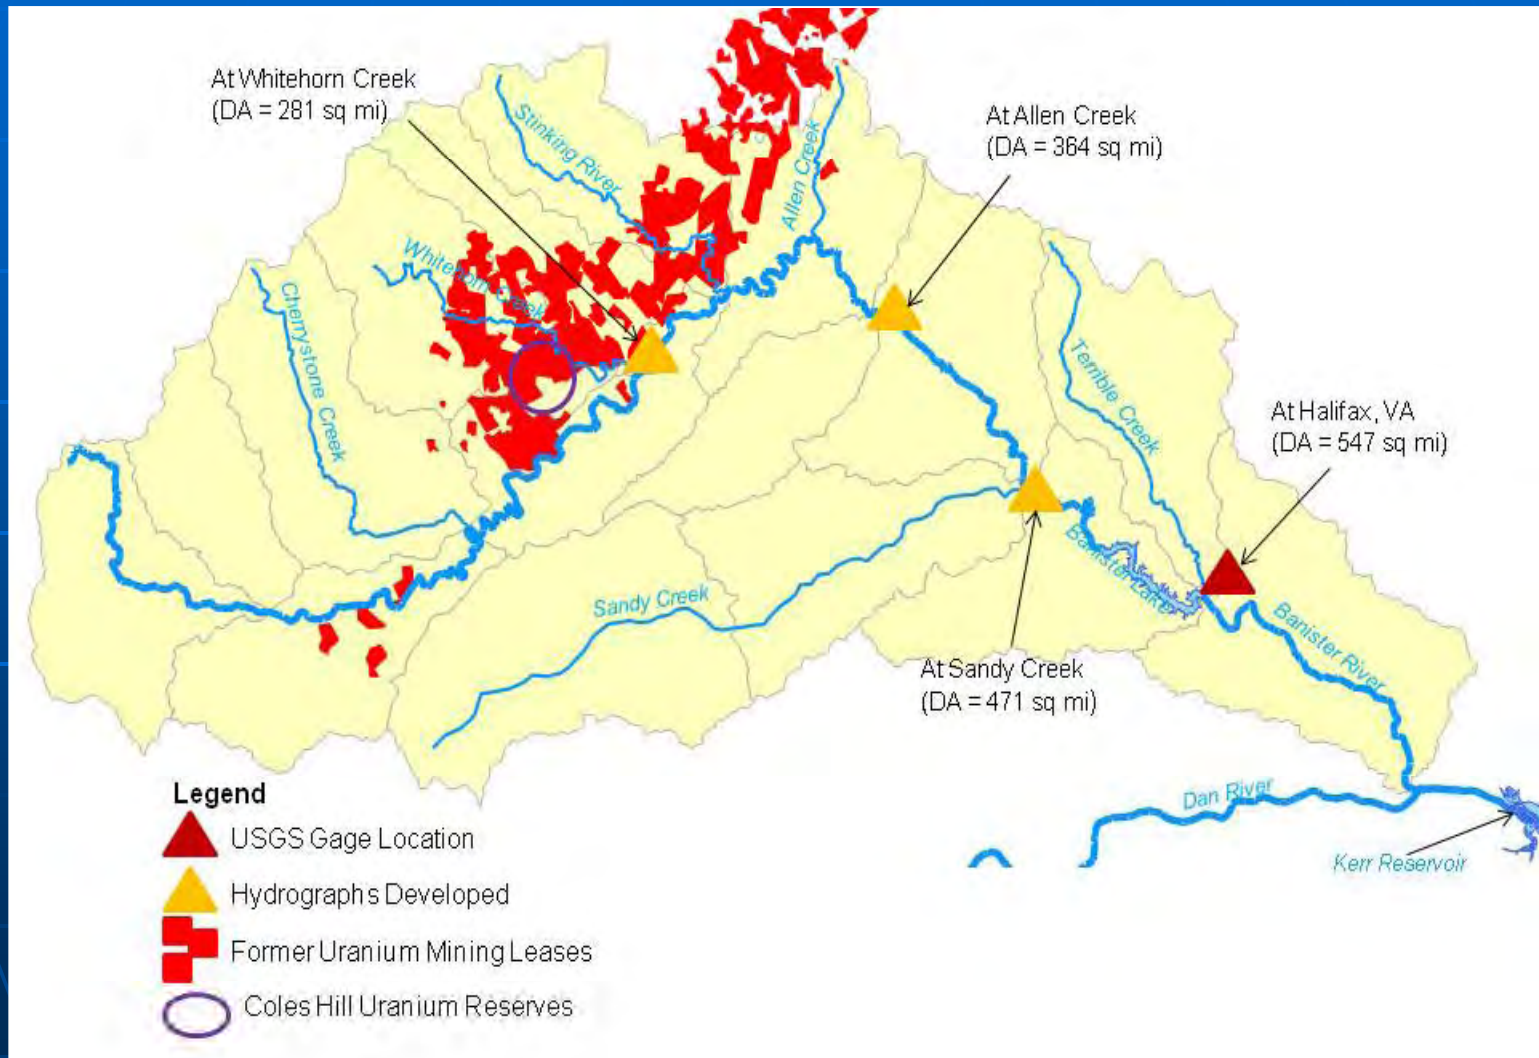 At Whitehorn Creek
(DA = 281 sq mi)
At Allen Creek
(DA = 364 sq mi)
Stinking River
Allen Creek
Whitehorn Creek
Cherrystone Creek
Terrible Creek
At Halifax, VA
(DA = 547 sq mi)
Banister Lake
Sandy Creek
Banister River
At Sandy Creek
(DA = 471 sq mi)
Dan River
Kerr Reservoir
Legend
USGS Gage Location
Hydrographs Developed
Former Uranium Mining Leases
Coles Hill Uranium Reserves